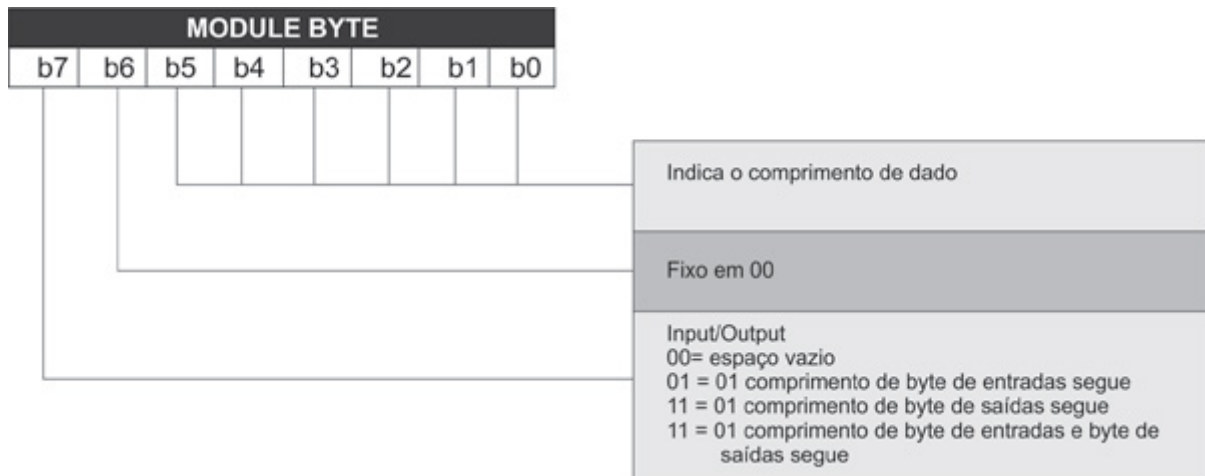 MODULE BYTE
b7 b6 b5 b4 b3 b2 b1 b0
Indica o comprimento de dado
Fixo em 00
Input/Output
00= espaço vazio
01 = 01 comprimento de byte de entradas segue
11 = 01 comprimento de byte de saídas segue
11 = 01 comprimento de byte de entradas e byte de
saídas segue